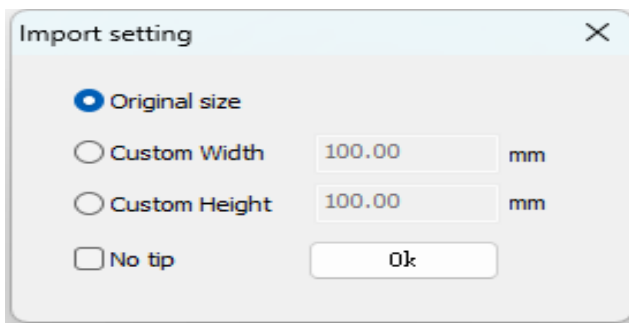 Import setting
Original size
Custom Width 100.00 mm
Custom Height 100.00 mm
No tip Ok